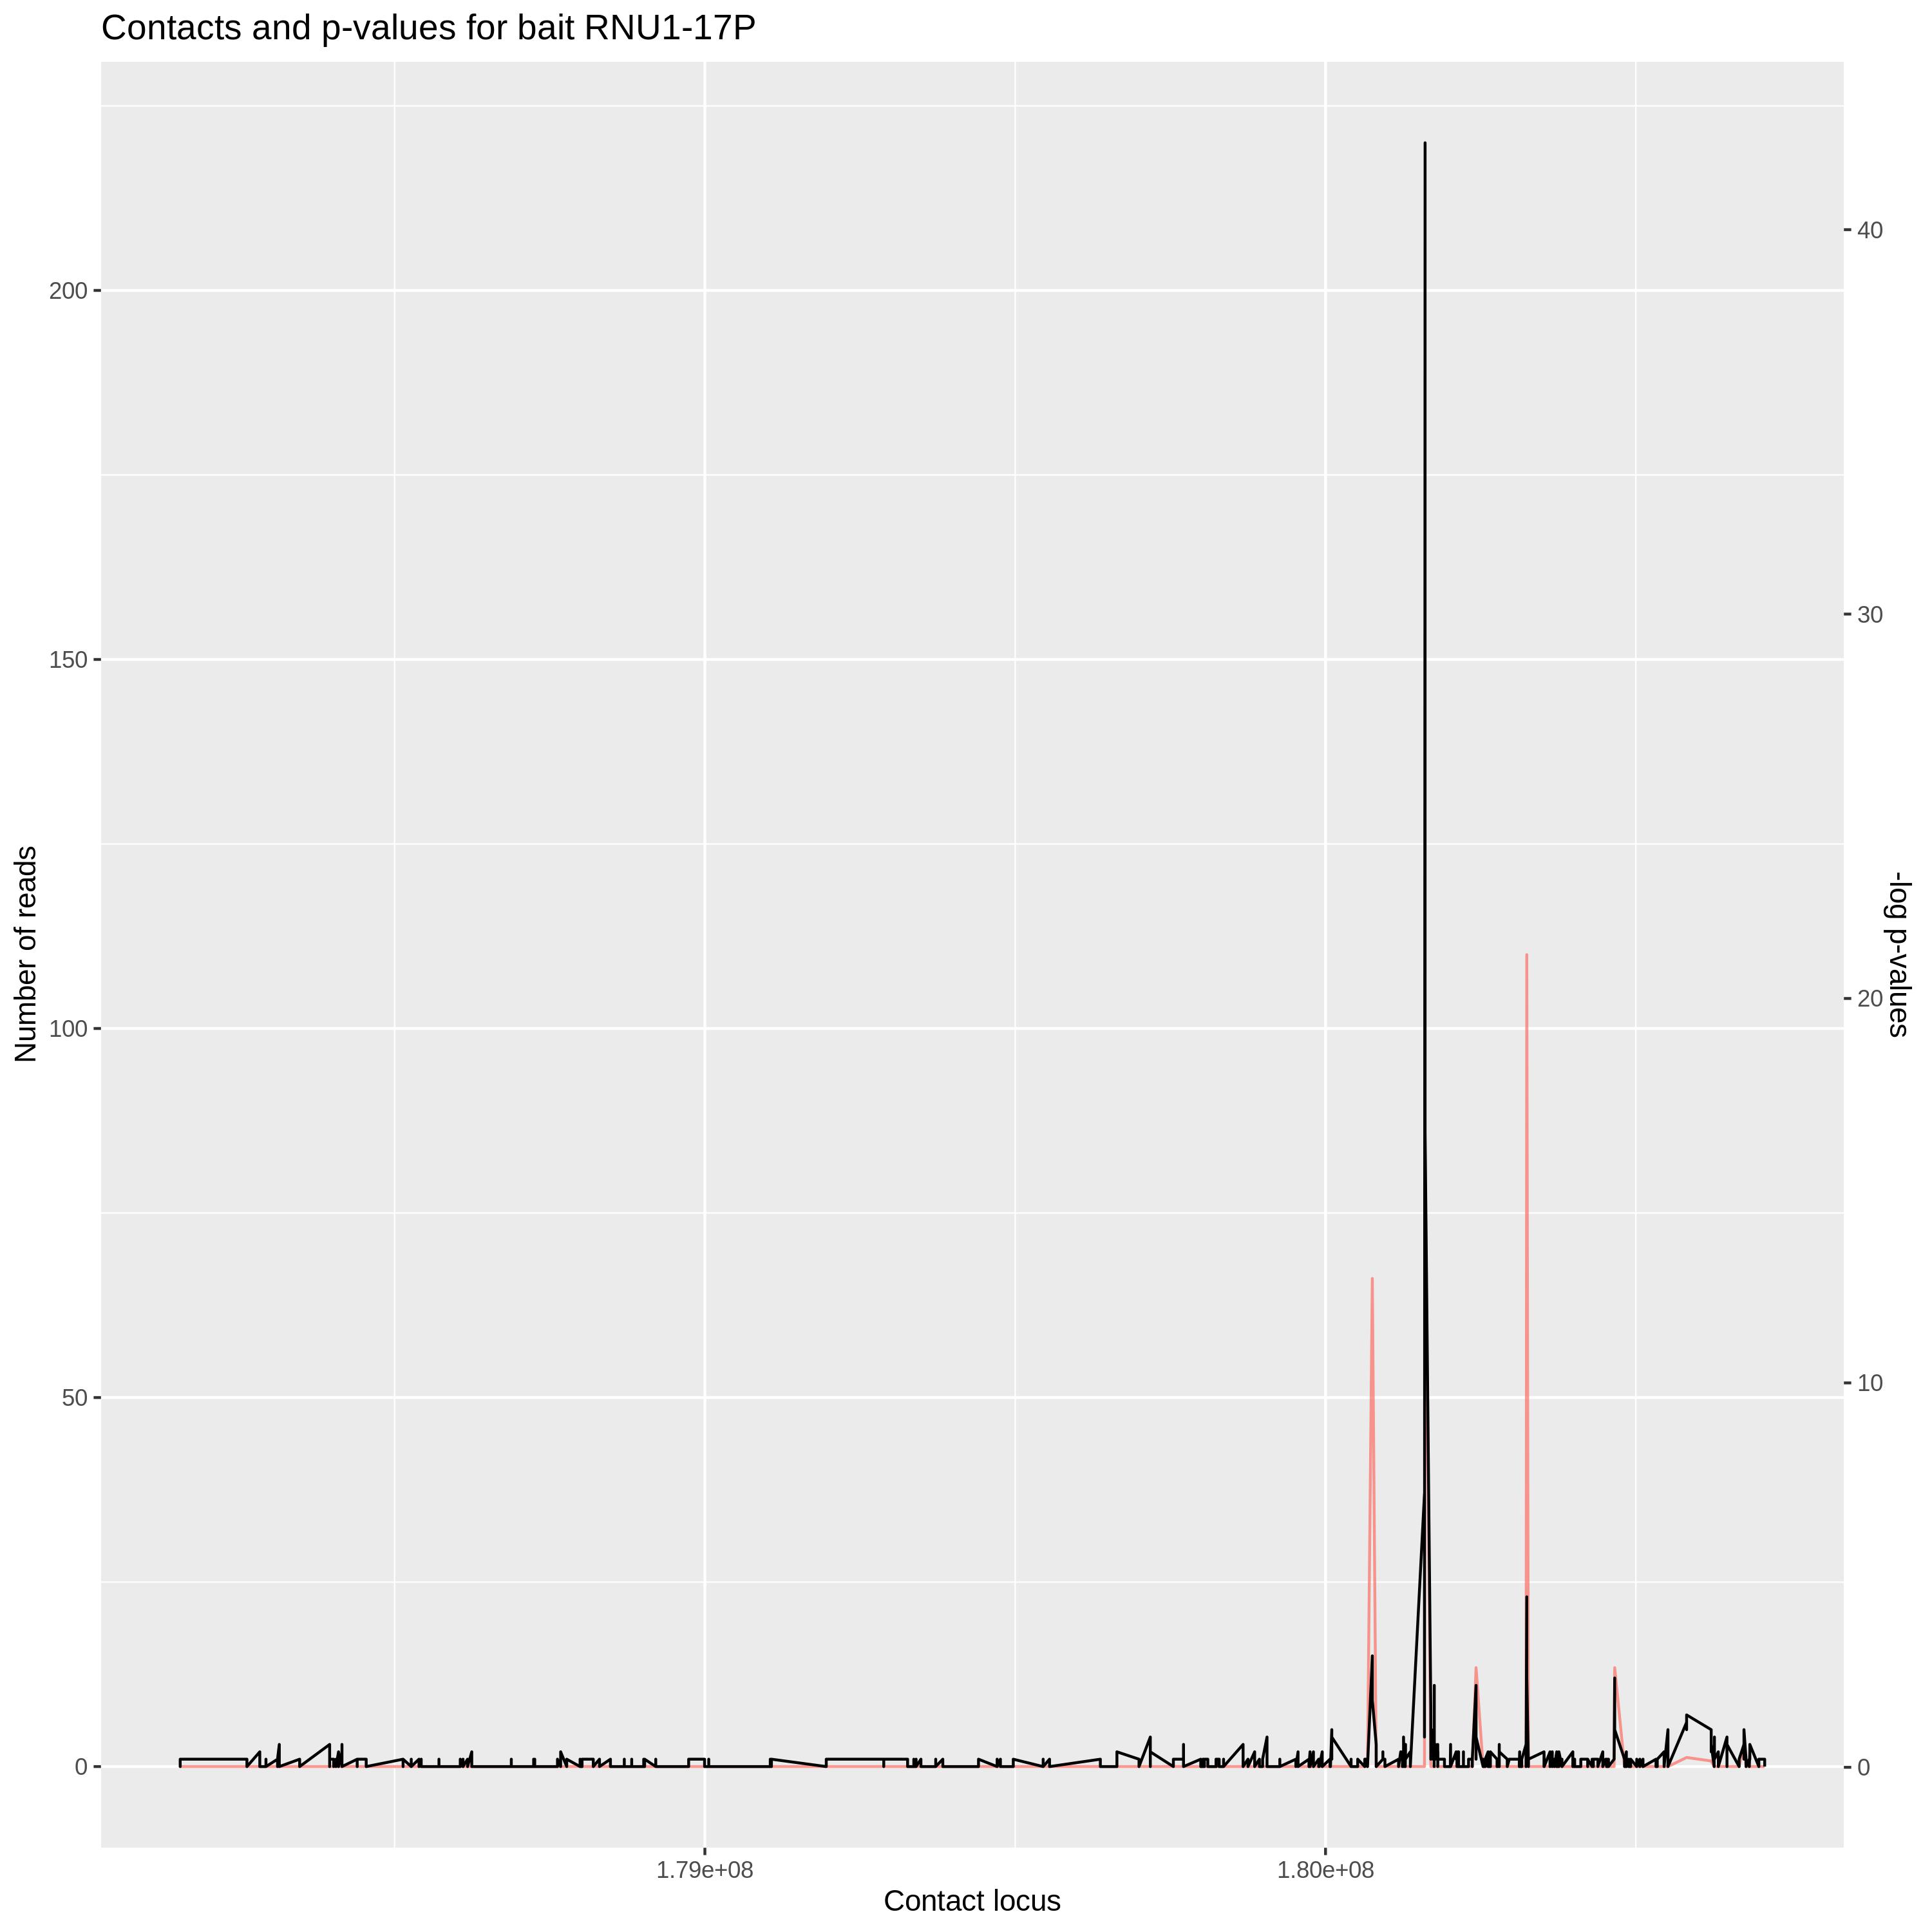 Contacts and p-values for bait RNU1-17P
200
150
100
50
0
Number of reads
40
30
20
10
0
-log p-values
1.79e+08
1.80e+08
Contact locus